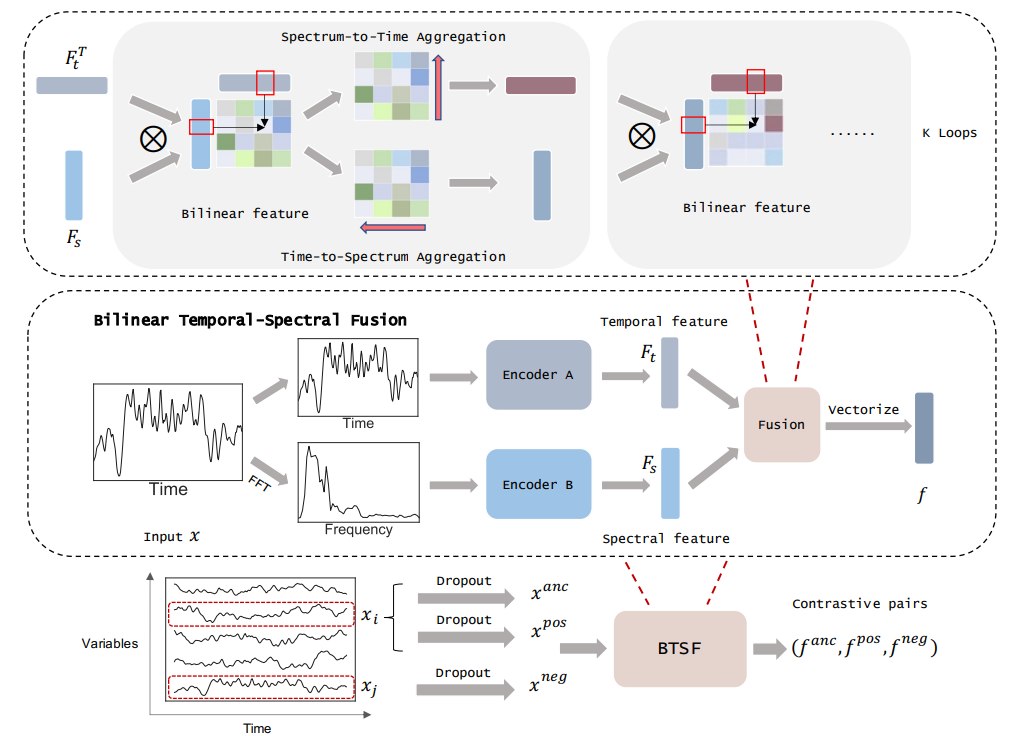 Spectrum-to-Time Aggregation
F_t^T
F_s
Bilinear feature
Time-to-Spectrum Aggregation
Bilinear feature
......
K Loops
Bilinear Temporal-Spectral Fusion
Time
Input x
FFT
Time
Frequency
Encoder A
Encoder B
Temporal feature
F_t
F_s
Spectral feature
Fusion
Vectorize
f
Variables
Time
x_i
x_j
Dropout
x^anc
Dropout
x^pos
Dropout
x^neg
BTSF
Contrastive pairs
(f^anc, f^pos, f^neg)